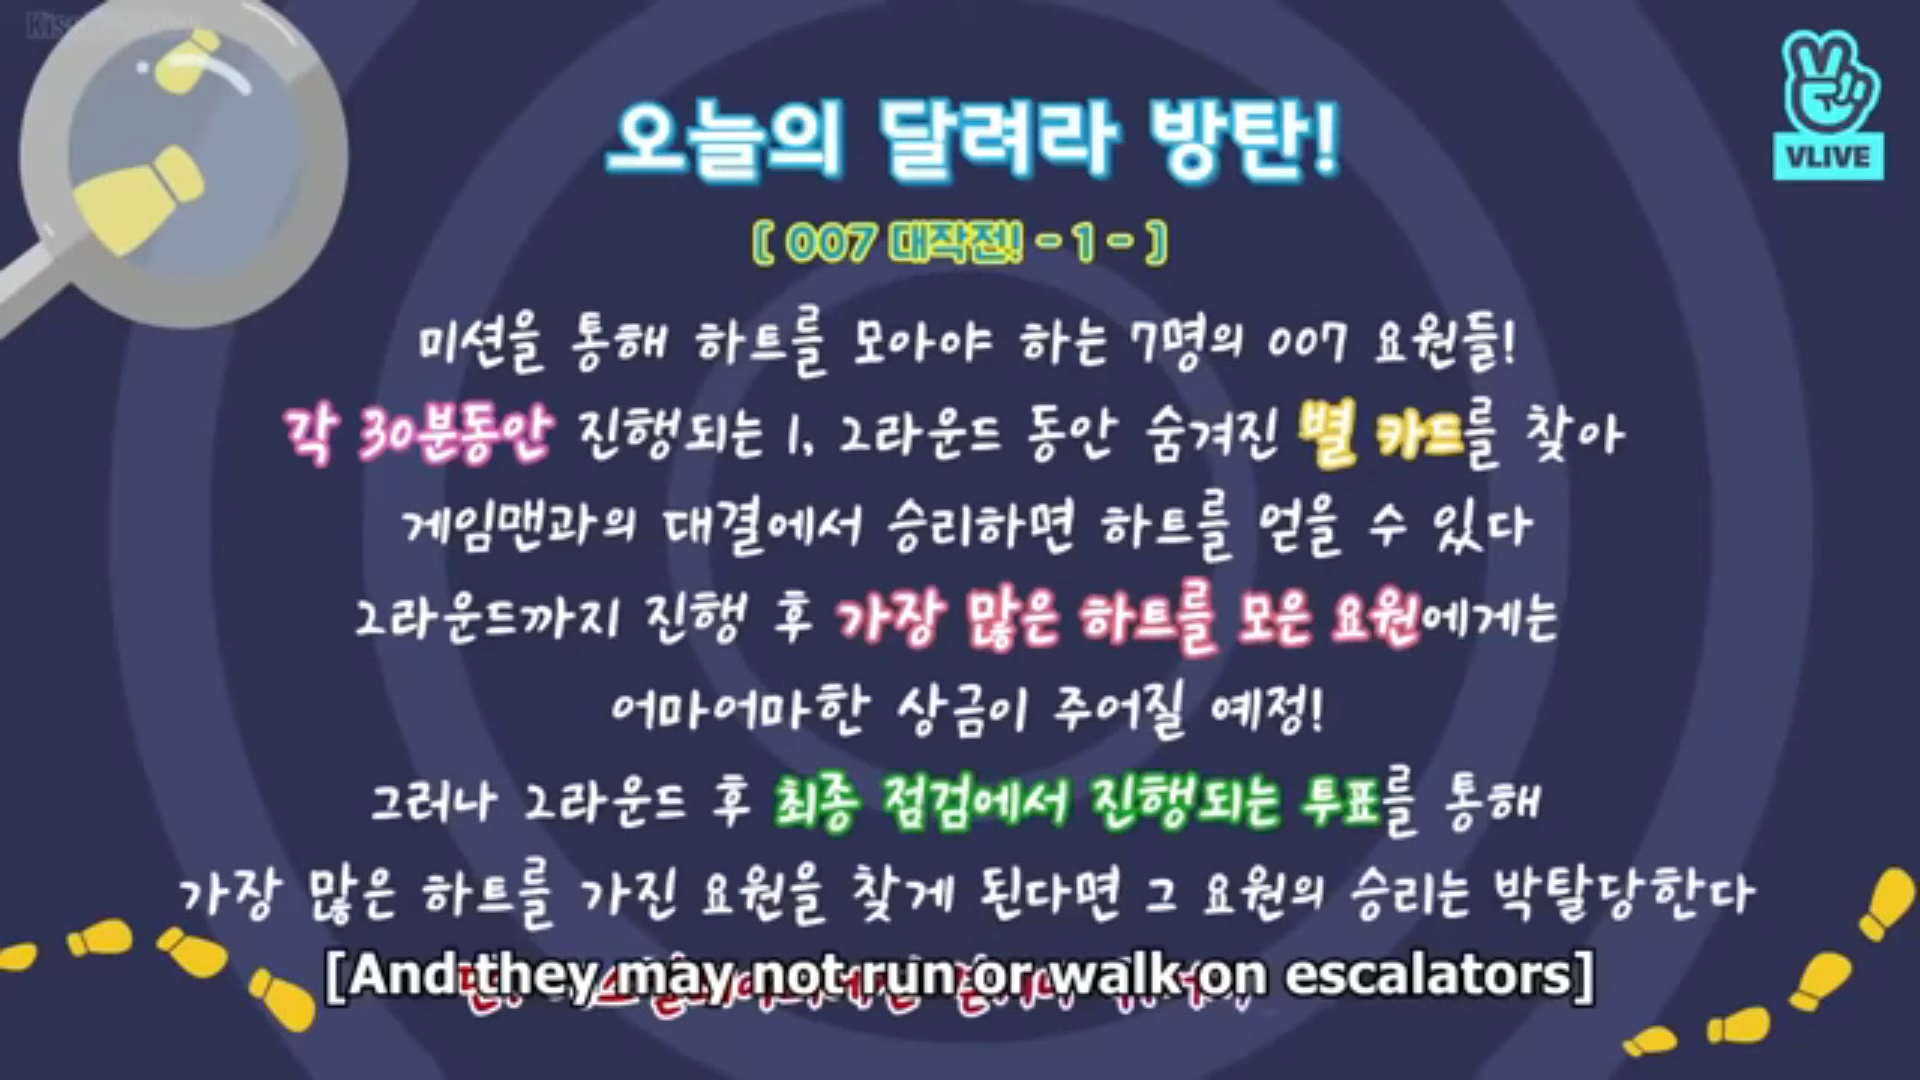 오늘의 달려라 방탄!
VLIVE
[ 007 대작전! - 1 - ]
미션을 통해 하트를 모아야 하는 7명의 007 요원들!
각 30분동안 진행되는 1, 2라운드 동안 숨겨진 별 카드를 찾아
게임맨과의 대결에서 승리하면 하트를 얻을 수 있다
2라운드까지 진행 후 가장 많은 하트를 모은 요원에게는
어마어마한 상금이 주어질 예정!
그러나 2라운드 후 최종 점검에서 진행되는 투표를 통해
가장 많은 하트를 가진 요원을 찾게 된다면 그 요원의 승리는 박탈당한다
[And they may not run or walk on escalators]